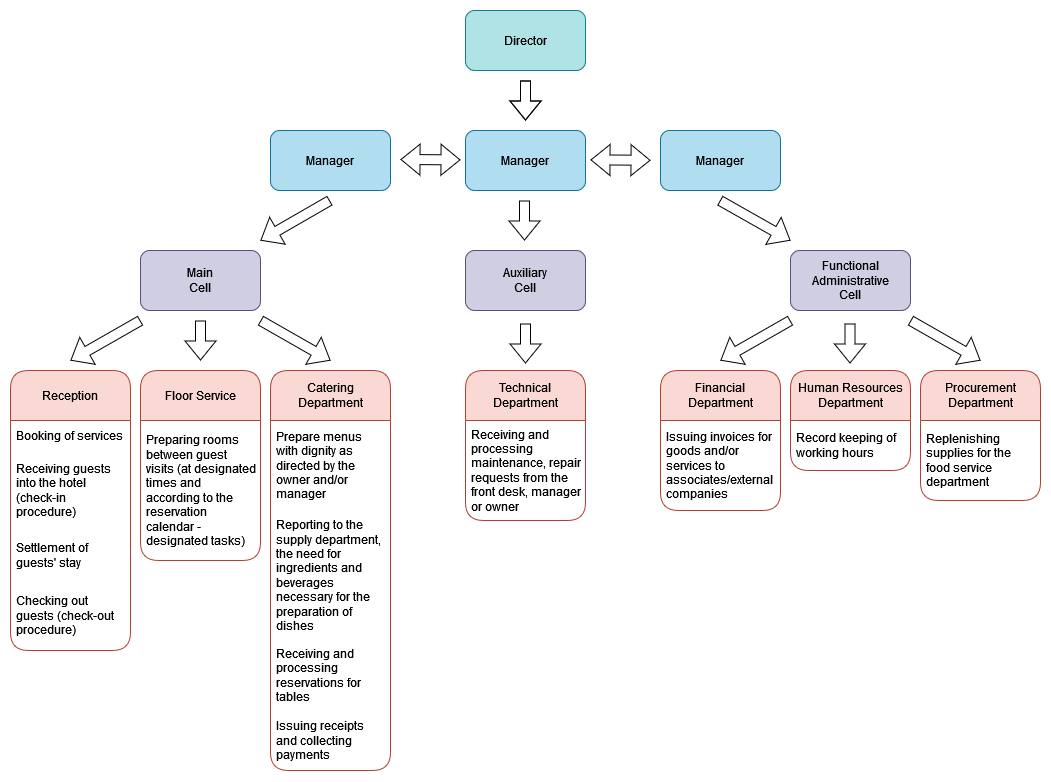 Director
Manager
Manager
Manager
Main
Cell
Auxiliary
Cell
Functional
Administrative
Cell
Reception
Booking of services
Receiving guests
into the hotel
(check-in
procedure)
Settlement of
guests' stay
Checking out
guests (check-out
procedure)
Floor Service
Preparing rooms
between guest
visits (at designated
times and
according to the
reservation
calendar -
designated tasks)
Catering
Department
Prepare menus
with dignity as
directed by the
owner and/or
manager
Reporting to the
supply department,
the need for
ingredients and
beverages
necessary for the
preparation of
dishes
Receiving and
processing
reservations for
tables
Issuing receipts
and collecting
payments
Technical
Department
Receiving and
processing
maintenance, repair
requests from the
front desk, manager
or owner
Financial
Department
Issuing invoices for
goods and/or
services to
associates/external
companies
Human Resources
Department
Record keeping of
working hours
Procurement
Department
Replenishing
supplies for the
food service
department